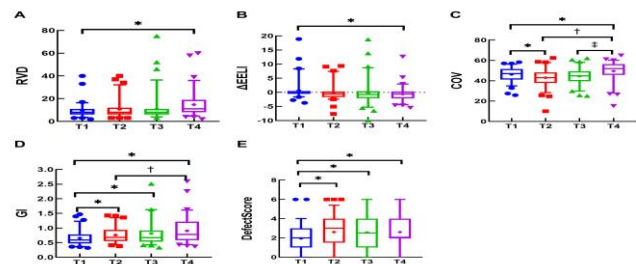 A
RVD
80
60
40
20
0
*
T1 T2 T3 T4
B
ΔEELI
20
15
10
5
0
-5
-10
*
T1 T2 T3 T4
C
COV
80
60
40
20
0
*
†
* ‡
T1 T2 T3 T4
D
GI
3.0
2.5
2.0
1.5
1.0
0.5
0.0
*
†
*
*
T1 T2 T3 T4
E
DefectScore
8
6
4
2
0
*
*
*
T1 T2 T3 T4